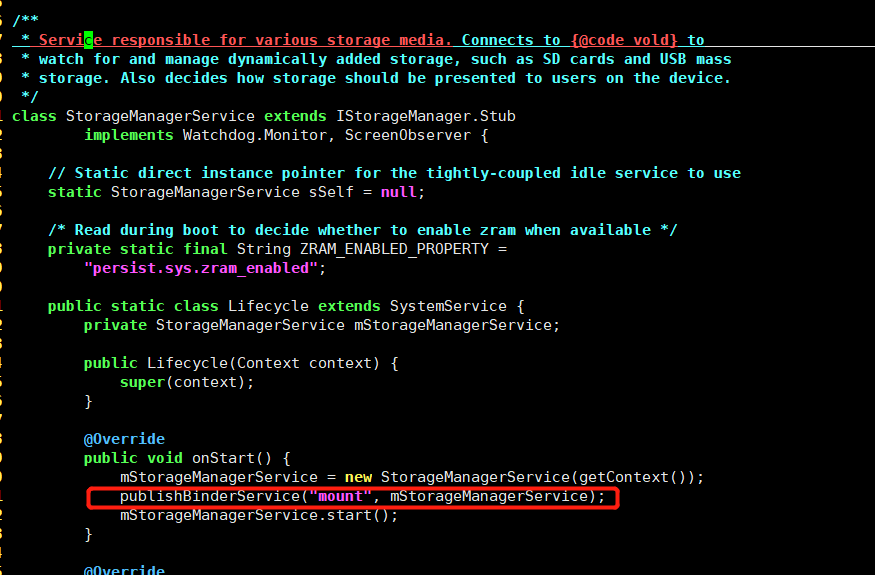 /**
 * Service responsible for various storage media. Connects to {@code vold} to
 * watch for and manage dynamically added storage, such as SD cards and USB mass
 * storage. Also decides how storage should be presented to users on the device.
 */
class StorageManagerService extends IStorageManager.Stub
        implements Watchdog.Monitor, ScreenObserver {
    // Static direct instance pointer for the tightly-coupled idle service to use
    static StorageManagerService sSelf = null;
    /* Read during boot to decide whether to enable zram when available */
    private static final String ZRAM_ENABLED_PROPERTY =
        "persist.sys.zram_enabled";
    public static class Lifecycle extends SystemService {
        private StorageManagerService mStorageManagerService;
        public Lifecycle(Context context) {
            super(context);
        }
        @Override
        public void onStart() {
            mStorageManagerService = new StorageManagerService(getContext());
            publishBinderService("mount", mStorageManagerService);
            mStorageManagerService.start();
        }
        @Override